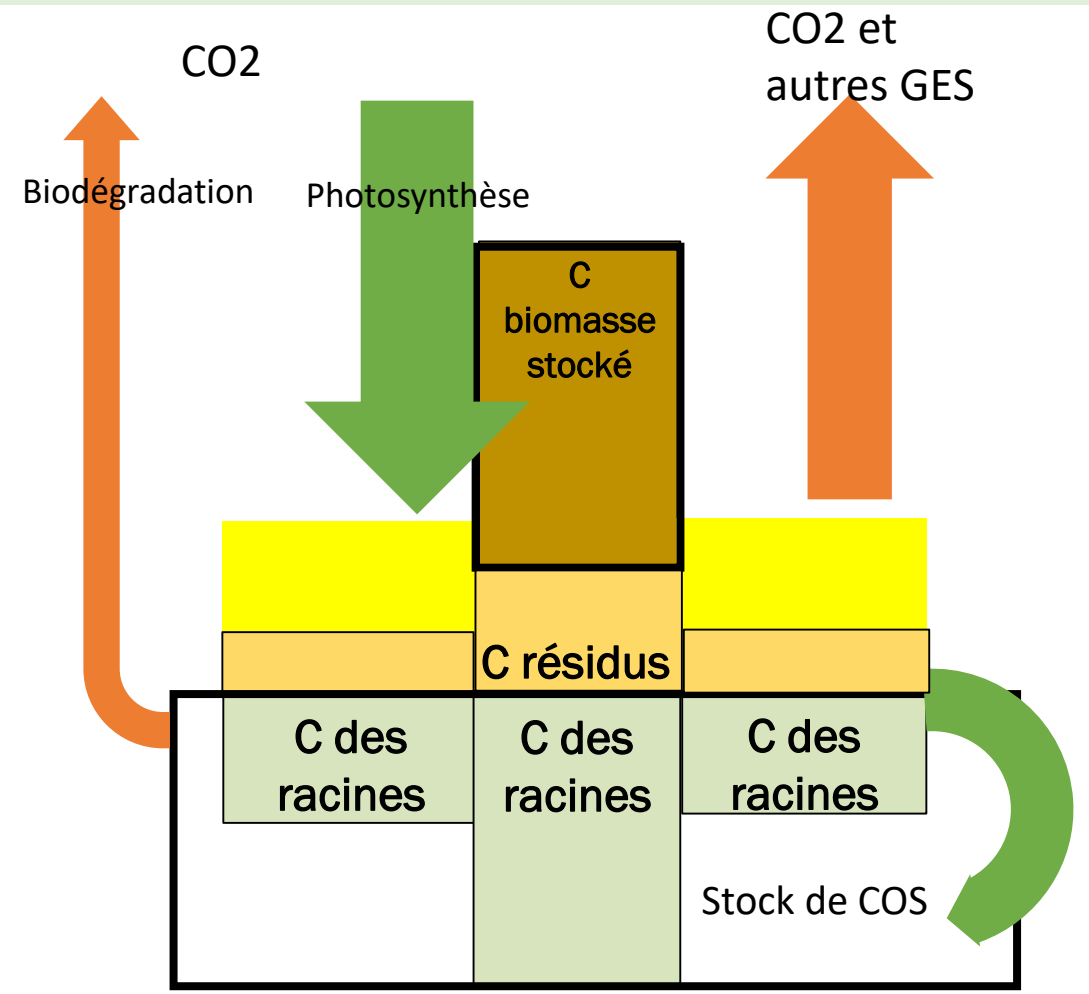 CO2
CO2 et
autres GES
Biodégradation
Photosynthèse
C
biomasse
stocké
C résidus
C des
racines
C des
racines
C des
racines
Stock de COS